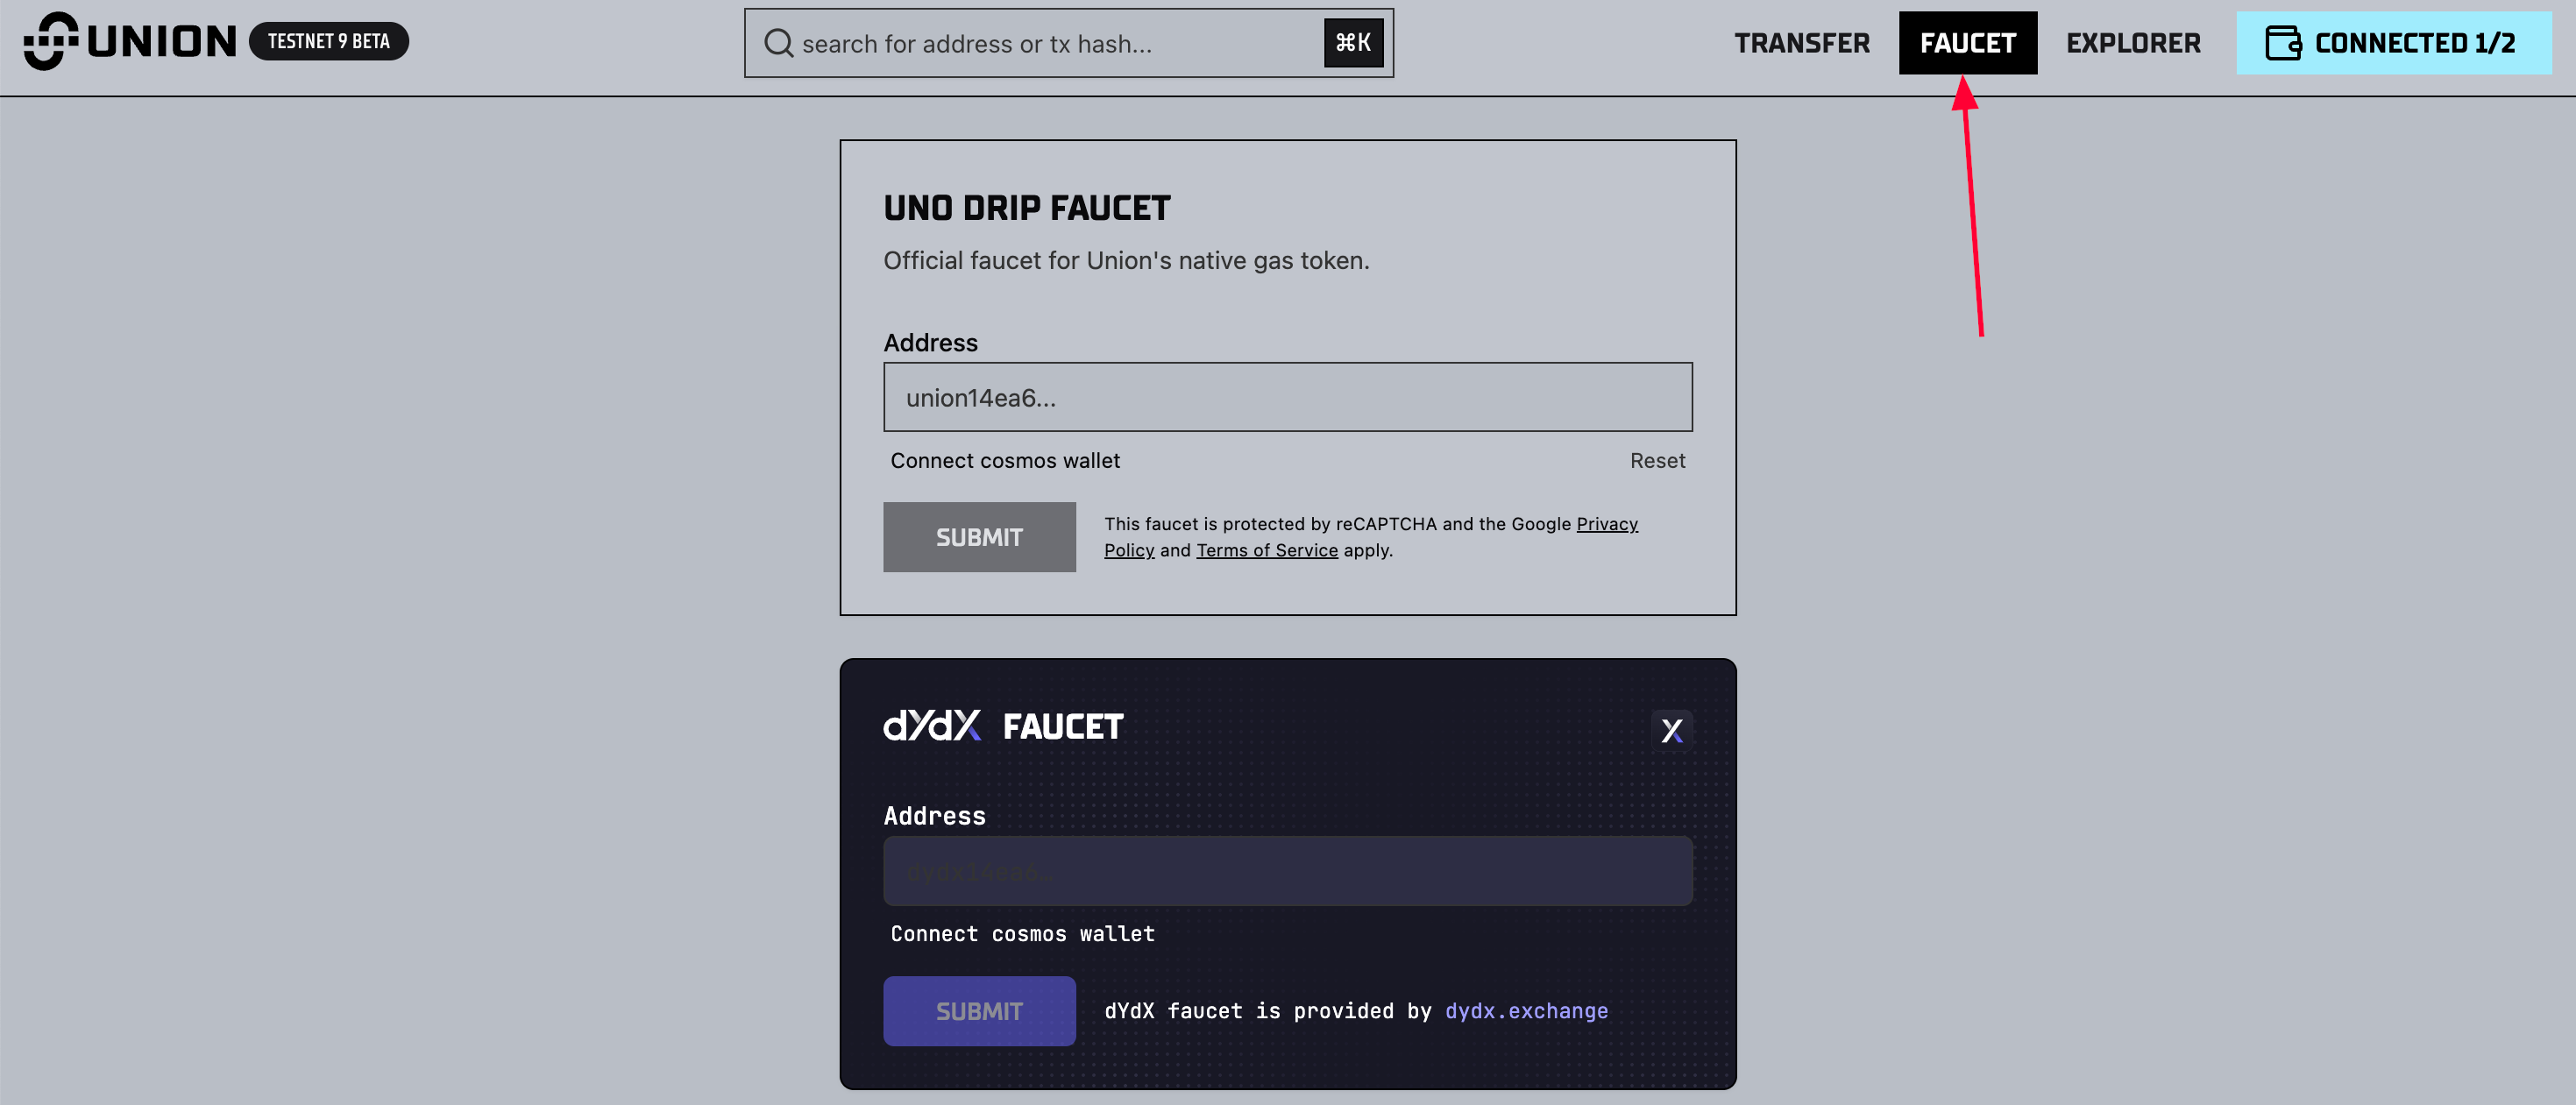 UNION TESTNET 9 BETA
search for address or tx hash... ⌘K
TRANSFER FAUCET EXPLORER CONNECTED 1/2
UNO DRIP FAUCET
Official faucet for Union's native gas token.
Address
union14ea6...
Connect cosmos wallet Reset
SUBMIT
This faucet is protected by reCAPTCHA and the Google Privacy
Policy and Terms of Service apply.
dYdX FAUCET
Address
dydx14ea6...
Connect cosmos wallet
SUBMIT
dYdX faucet is provided by dydx.exchange